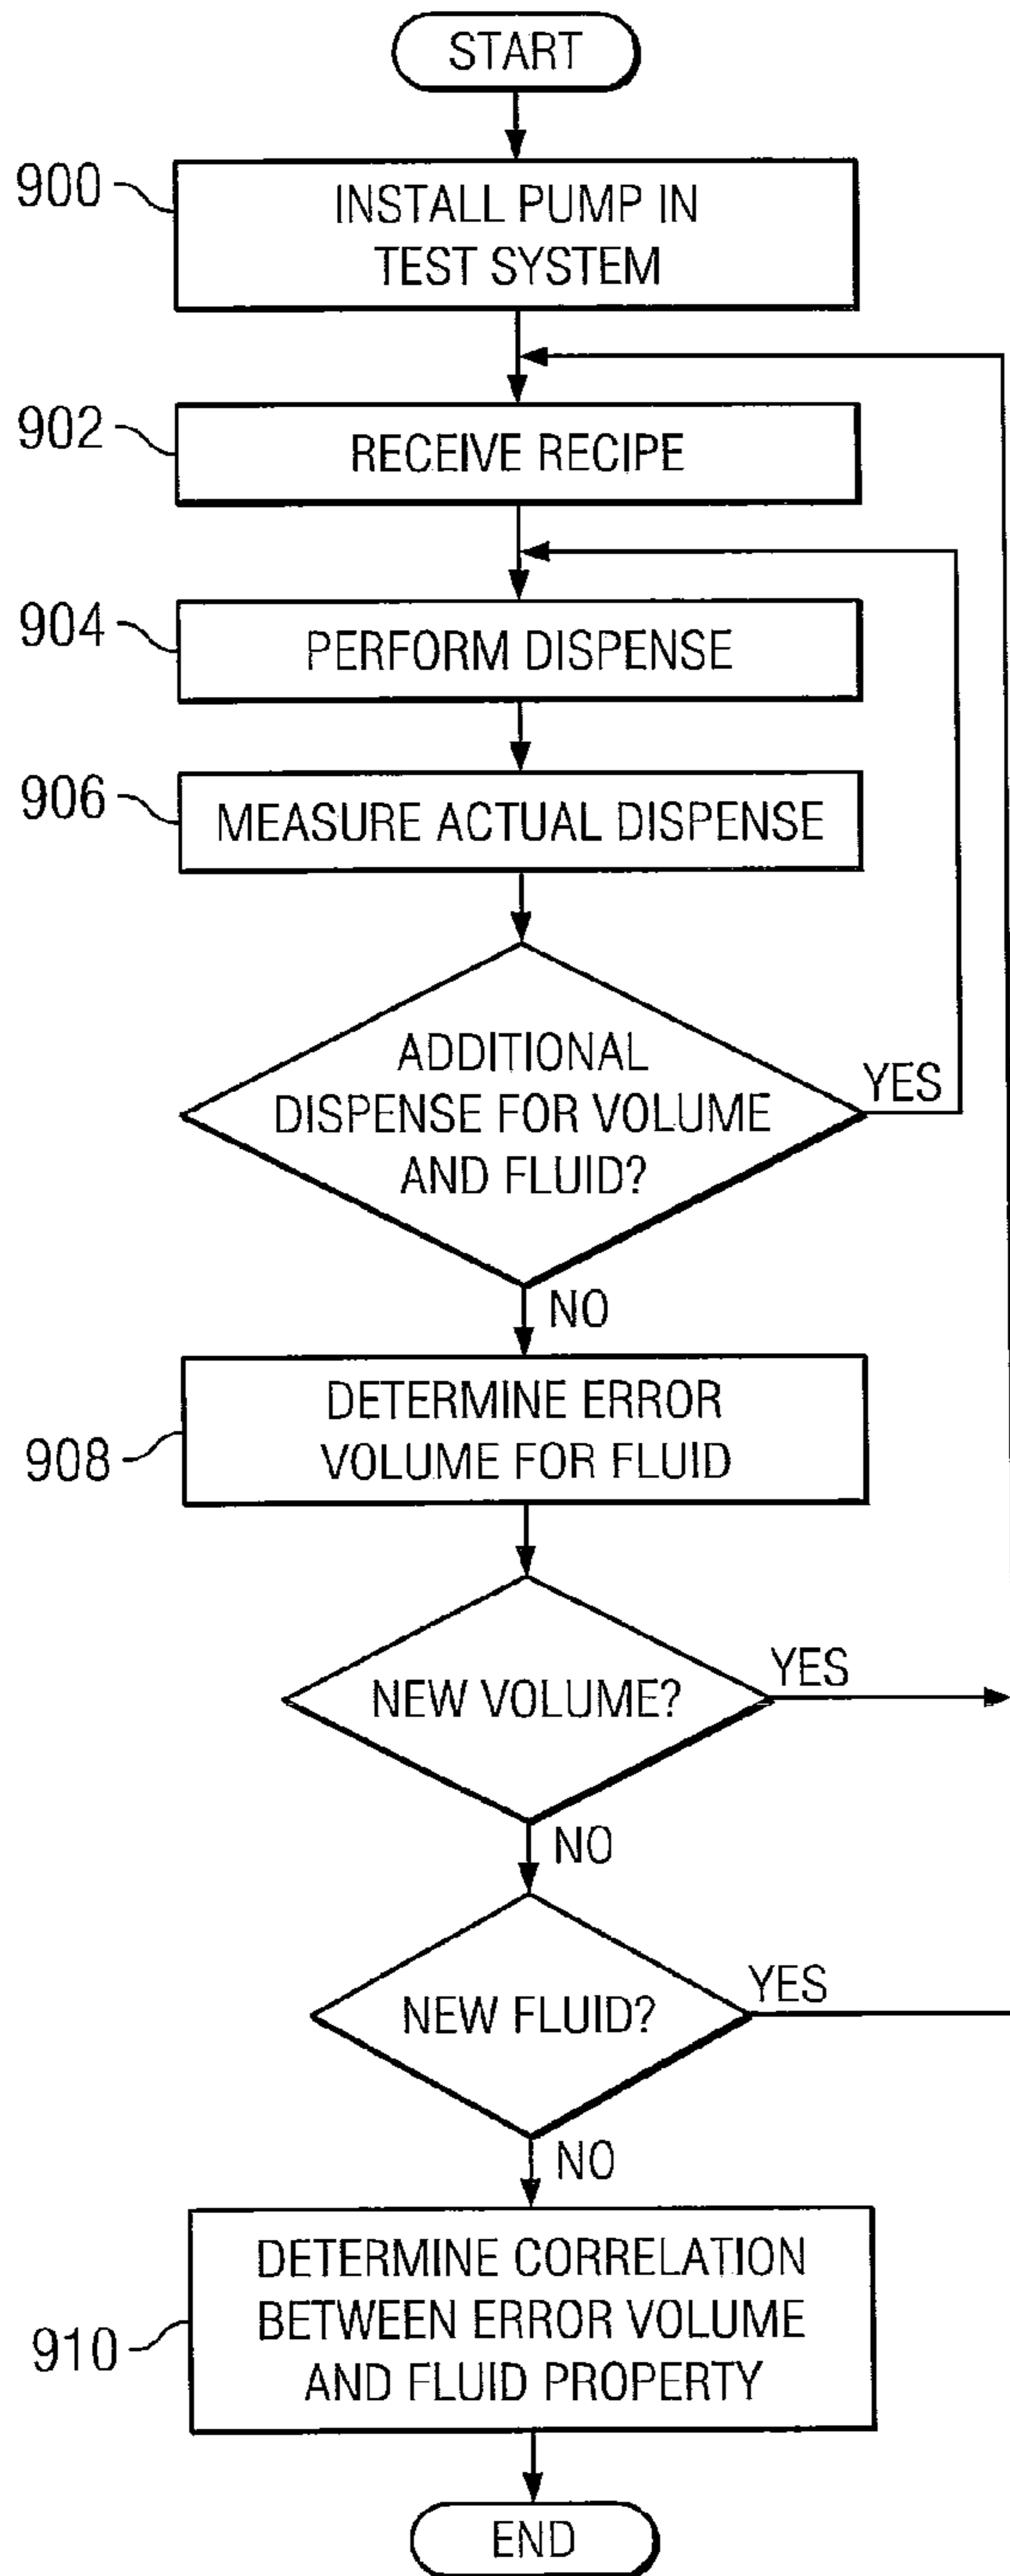 START
900
INSTALL PUMP IN
TEST SYSTEM
902
RECEIVE RECIPE
904
PERFORM DISPENSE
906
MEASURE ACTUAL DISPENSE
ADDITIONAL
DISPENSE FOR VOLUME
AND FLUID?
YES
NO
908
DETERMINE ERROR
VOLUME FOR FLUID
NEW VOLUME?
YES
NO
NEW FLUID?
YES
NO
910
DETERMINE CORRELATION
BETWEEN ERROR VOLUME
AND FLUID PROPERTY
END